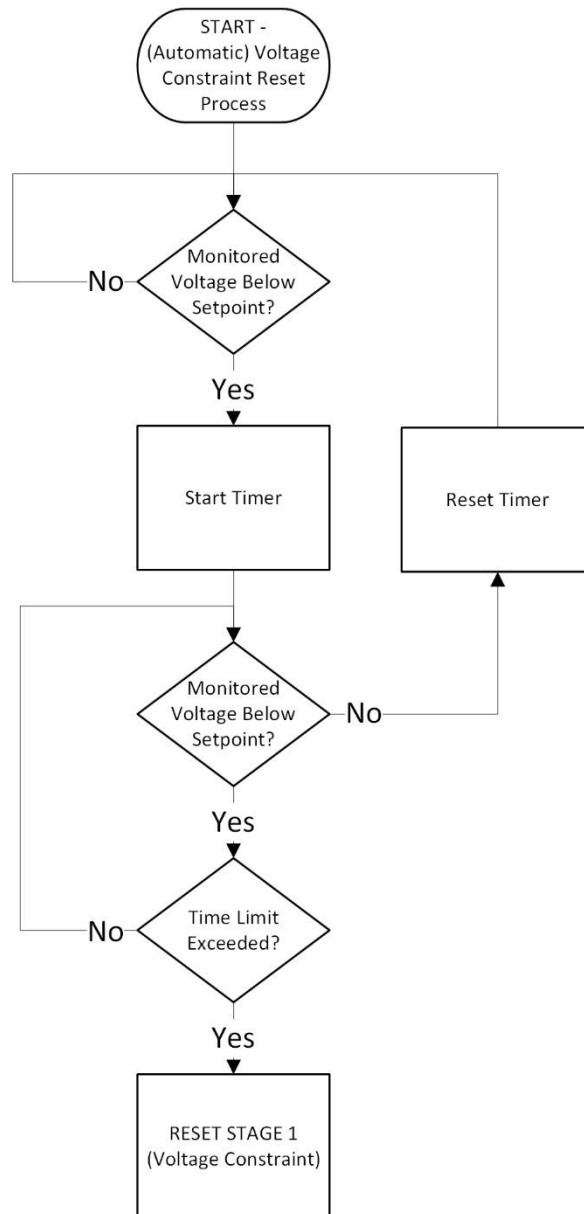 START -
(Automatic) Voltage
Constraint Reset
Process
Monitored
Voltage Below
Setpoint?
No
Yes
Start Timer
Reset Timer
Monitored
Voltage Below
Setpoint?
No
Yes
Time Limit
Exceeded?
No
Yes
RESET STAGE 1
(Voltage Constraint)